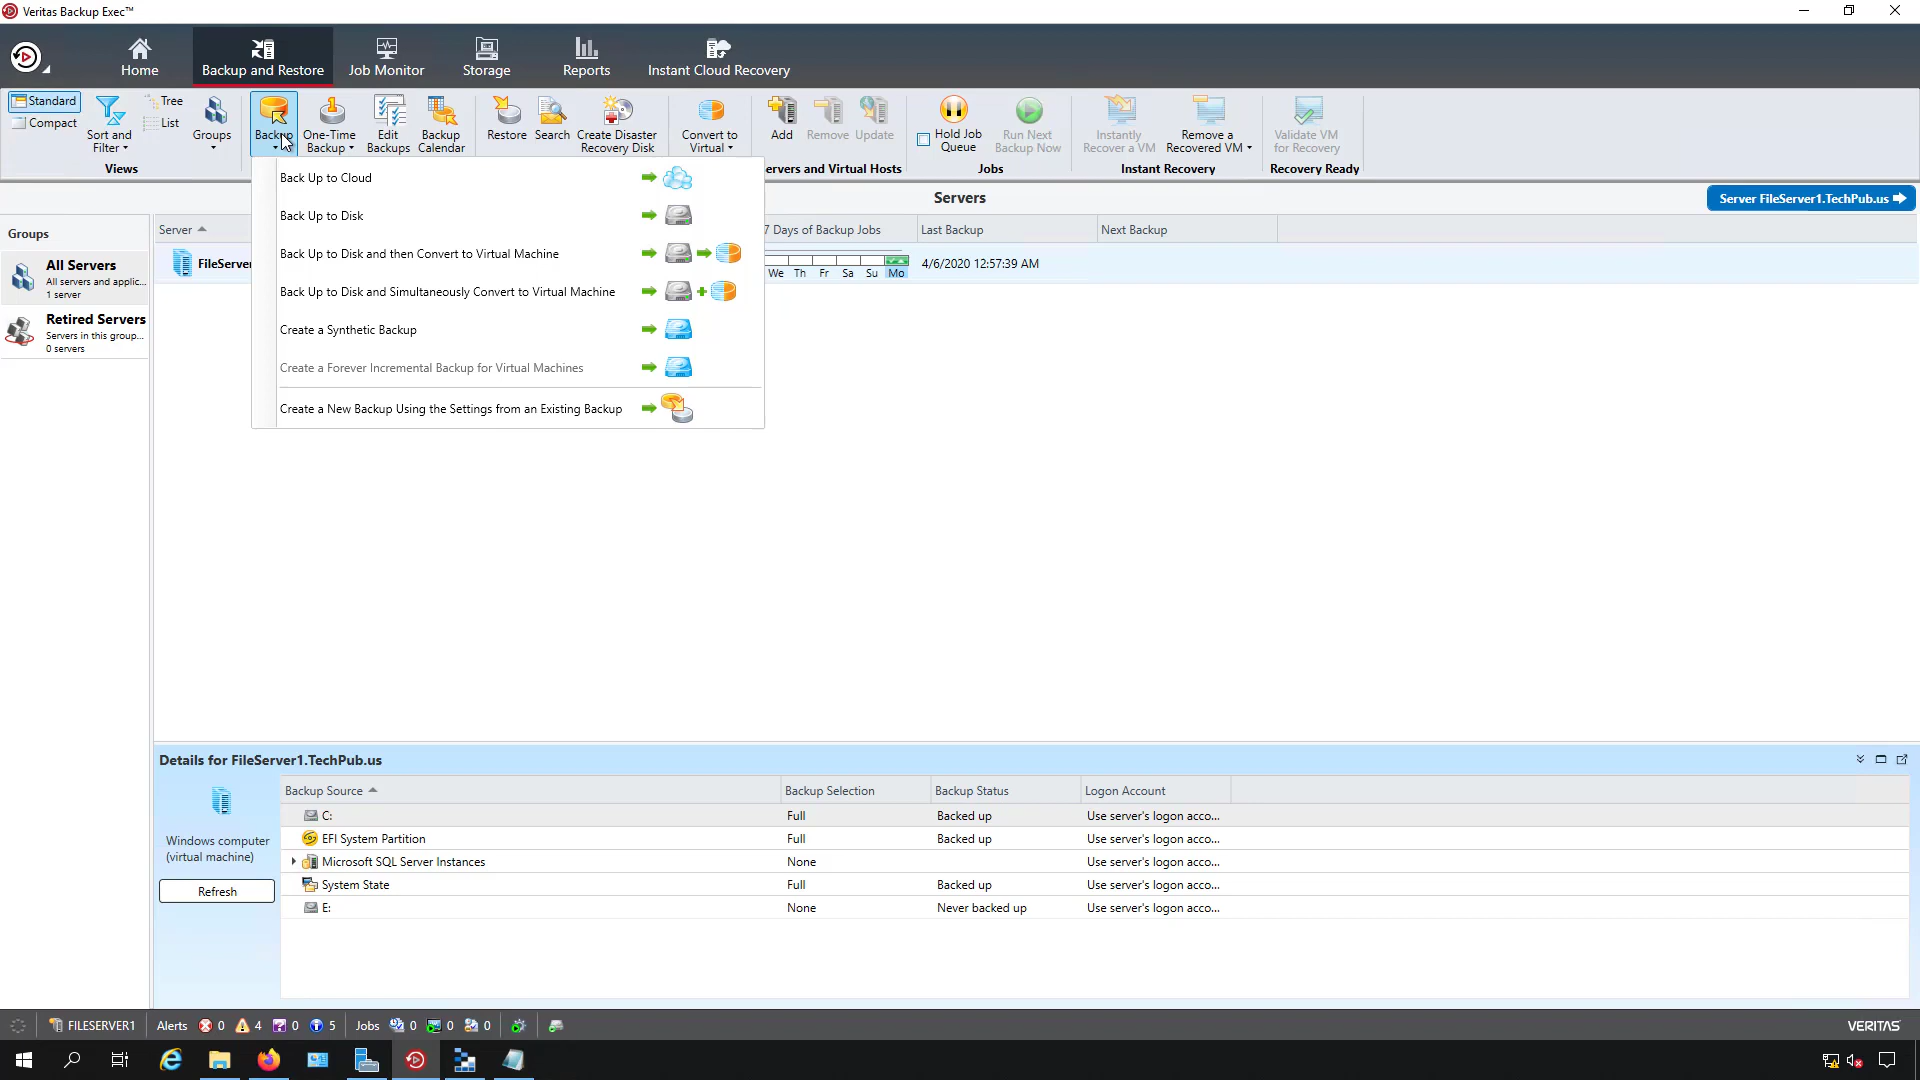 Veritas Backup Exec™
Home
Backup and Restore
Job Monitor
Storage
Reports
Instant Cloud Recovery
Standard
Compact
Sort and
Filter
Tree
List
Groups
Views
Backup
One-Time
Backup
Edit
Backups
Backup
Calendar
Restore
Search
Create Disaster
Recovery Disk
Convert to
Virtual
Add
Remove
Update
ervers and Virtual Hosts
Hold Job
Queue
Run Next
Backup Now
Jobs
Instantly
Recover a VM
Remove a
Recovered VM
Instant Recovery
Validate VM
for Recovery
Recovery Ready
Back Up to Cloud
Back Up to Disk
Back Up to Disk and then Convert to Virtual Machine
Back Up to Disk and Simultaneously Convert to Virtual Machine
Create a Synthetic Backup
Create a Forever Incremental Backup for Virtual Machines
Create a New Backup Using the Settings from an Existing Backup
Servers
Server FileServer1.TechPub.us
Groups
All Servers
All servers and applic...
1 server
Retired Servers
Servers in this group...
0 servers
Server
7 Days of Backup Jobs
Last Backup
Next Backup
FileServe
We Th Fr Sa Su Mo
4/6/2020 12:57:39 AM
Details for FileServer1.TechPub.us
Windows computer
(virtual machine)
Refresh
Backup Source Backup Selection Backup Status Logon Account
C: Full Backed up Use server's logon acco...
EFI System Partition Full Backed up Use server's logon acco...
Microsoft SQL Server Instances None Use server's logon acco...
System State Full Backed up Use server's logon acco...
E: None Never backed up Use server's logon acco...
FILESERVER1 Alerts 0 4 0 5 Jobs 0 0 0
VERITAS